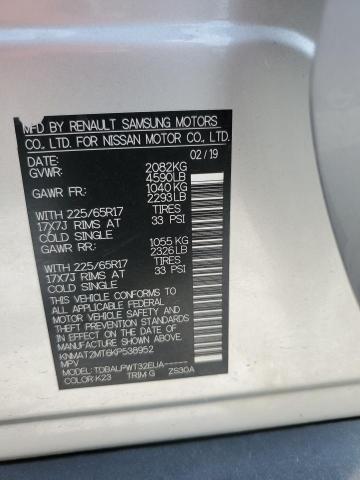 MFD BY RENAULT SAMSUNG MOTORS
CO., LTD. FOR NISSAN MOTOR CO., LTD.
DATE: 02/19
GVWR: 2082KG
4590LB
GAWR FR: 1040 KG
2293LB
WITH 225/65R17 TIRES
17X7J RIMS AT 33 PSI
COLD SINGLE
GAWR RR: 1055 KG
2326 LB
WITH 225/65R17 TIRES
17X7J RIMS AT 33 PSI
COLD SINGLE
THIS VEHICLE CONFORMS TO
ALL APPLICABLE FEDERAL
MOTOR VEHICLE SAFETY AND
BUMPER STANDARDS IN EFFECT
ON THE DATE OF MANUFACTURE
SHOWN ABOVE.
KNMAT2MT6KP538952
MPV
MODEL: TDBALPWT32EUA-----
COLOR: K23 TRIM: G ZS30A